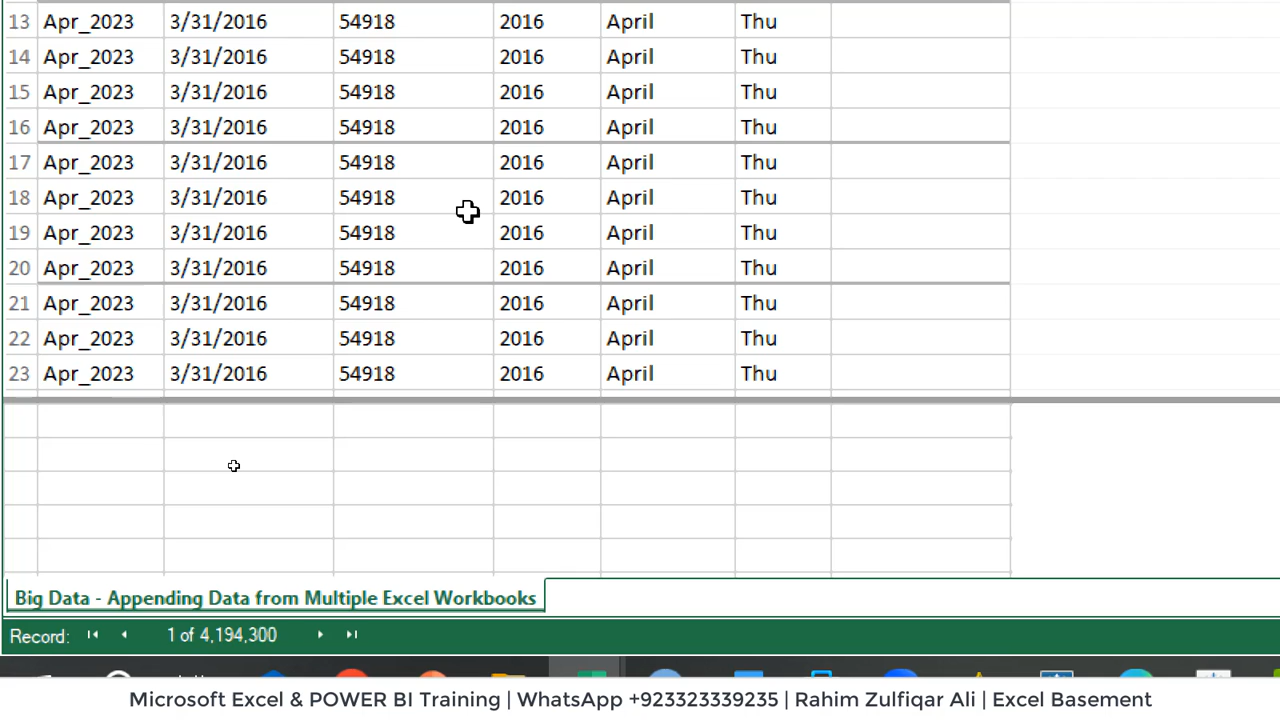 13 Apr_2023 3/31/2016 54918 2016 April Thu
14 Apr_2023 3/31/2016 54918 2016 April Thu
15 Apr_2023 3/31/2016 54918 2016 April Thu
16 Apr_2023 3/31/2016 54918 2016 April Thu
17 Apr_2023 3/31/2016 54918 2016 April Thu
18 Apr_2023 3/31/2016 54918 2016 April Thu
19 Apr_2023 3/31/2016 54918 2016 April Thu
20 Apr_2023 3/31/2016 54918 2016 April Thu
21 Apr_2023 3/31/2016 54918 2016 April Thu
22 Apr_2023 3/31/2016 54918 2016 April Thu
23 Apr_2023 3/31/2016 54918 2016 April Thu
Big Data - Appending Data from Multiple Excel Workbooks
Record: 1 of 4,194,300
Microsoft Excel & POWER BI Training | WhatsApp +923323339235 | Rahim Zulfiqar Ali | Excel Basement